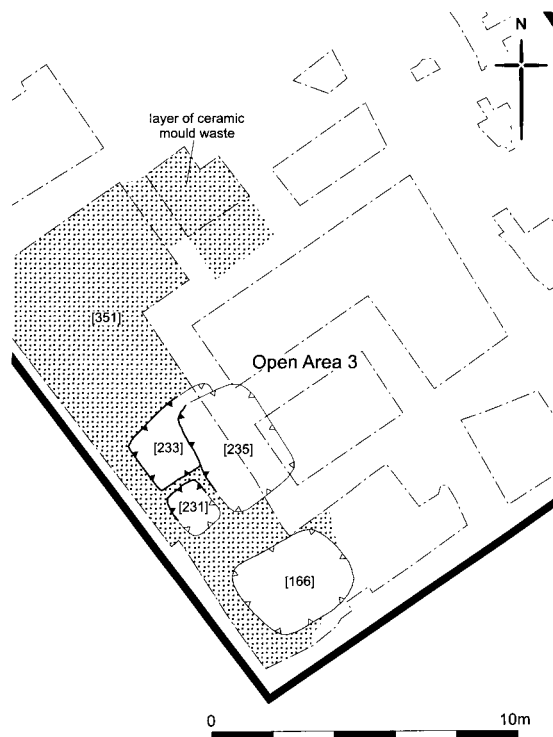 N
layer of ceramic
mould waste
[351]
Open Area 3
[233]
[235]
[231]
[166]
0 10m